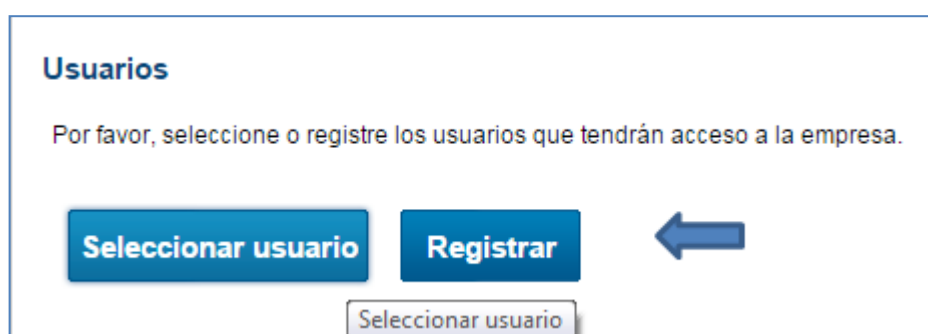 Usuarios
Por favor, seleccione o registre los usuarios que tendrán acceso a la empresa.
Seleccionar usuario Registrar
Seleccionar usuario